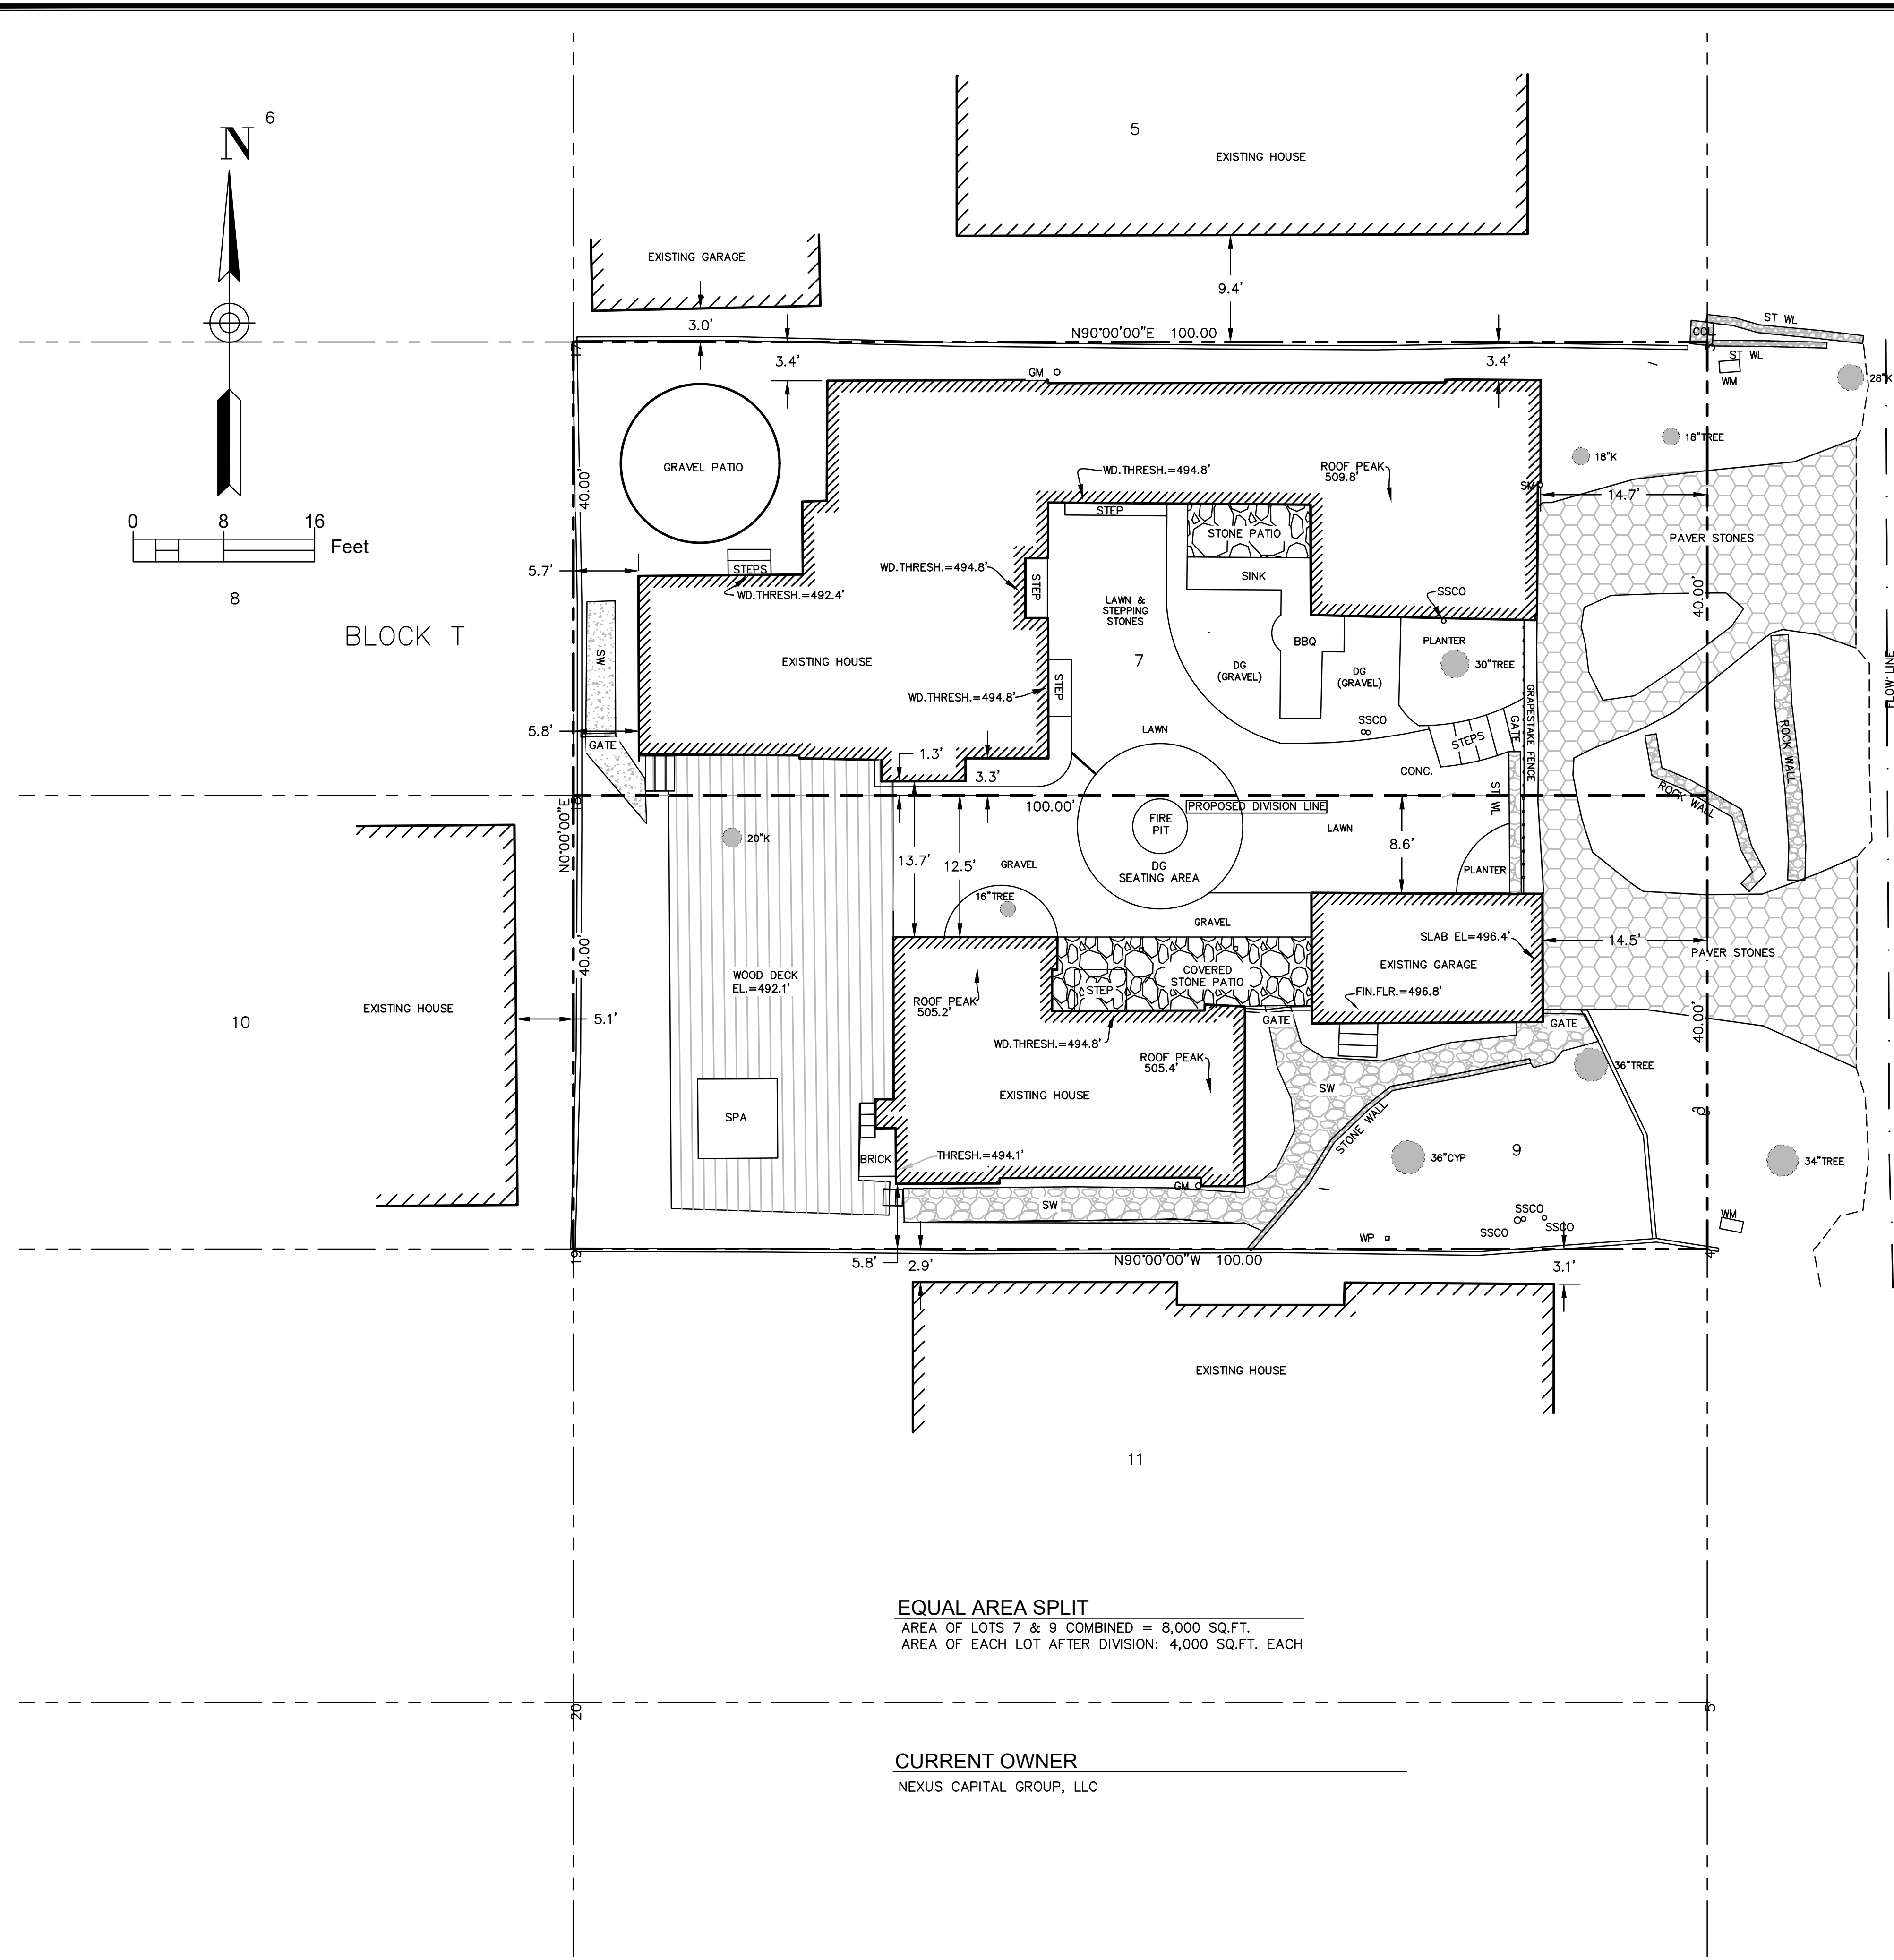 6
N
0 8 16
Feet
8
BLOCK T
5
EXISTING HOUSE
EXISTING GARAGE
3.0'
9.4'
N90°00'00"E 100.00
17
3.4'
3.4'
COL.
ST WL
ST WL
3
WM
28"K
GM
18"TREE
18"K
GRAVEL PATIO
40.00'
WD.THRESH.=494.8'
ROOF PEAK
509.8'
SM
14.7'
STEP
STONE PATIO
PAVER STONES
5.7'
STEPS
WD.THRESH.=492.4'
WD.THRESH.=494.8'
STEP
SINK
SSCO
LAWN &
STEPPING
STONES
40.00'
BBQ
PLANTER
30"TREE
SW
EXISTING HOUSE
7
DG
(GRAVEL)
DG
(GRAVEL)
FLOW LINE
WD.THRESH.=494.8'
STEP
GRAPESTAKE FENCE
SSCO
GATE
5.8'
GATE
LAWN
STEPS
ROCK WALL
1.3'
3.3'
CONC.
18
100.00'
PROPOSED DIVISION LINE
ST WL
ROCK WALL
N0°00'00"E
FIRE
PIT
LAWN
20"K
8.6'
13.7'
12.5'
GRAVEL
DG
SEATING AREA
PLANTER
16"TREE
GRAVEL
40.00'
SLAB EL=496.4'
14.5'
PAVER STONES
EXISTING GARAGE
WOOD DECK
EL.=492.1'
COVERED
STONE PATIO
STEP
FIN.FLR.=496.8'
ROOF PEAK
505.2'
EXISTING HOUSE
10
5.1'
GATE
GATE
40.00'
WD.THRESH.=494.8'
ROOF PEAK
505.4'
36"TREE
EXISTING HOUSE
SW
SPA
STONE WALL
9
36"CYP
34"TREE
BRICK
THRESH.=494.1'
GM
SW
SSCO
SSCO
SSCO
WM
WP
19
5.8'
2.9'
N90°00'00"W 100.00
3.1'
4
EXISTING HOUSE
11
EQUAL AREA SPLIT
AREA OF LOTS 7 & 9 COMBINED = 8,000 SQ.FT.
AREA OF EACH LOT AFTER DIVISION: 4,000 SQ.FT. EACH
20
5
CURRENT OWNER
NEXUS CAPITAL GROUP, LLC